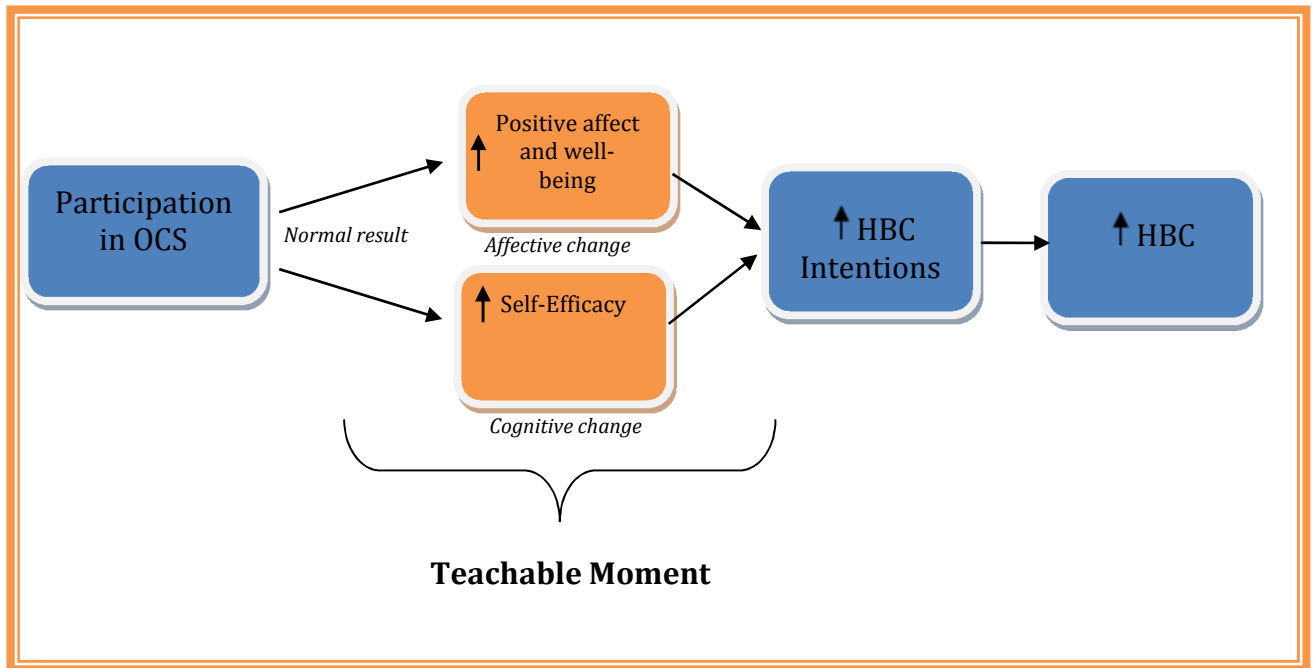 Participation
in OCS
Normal result
↑ Positive affect
and well-
being
Affective change
↑ Self-Efficacy
Cognitive change
↑ HBC
Intentions
↑ HBC
Teachable Moment